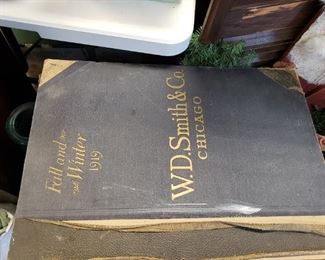 W.D. Smith & Co.
CHICAGO
Fall and
Winter
1919